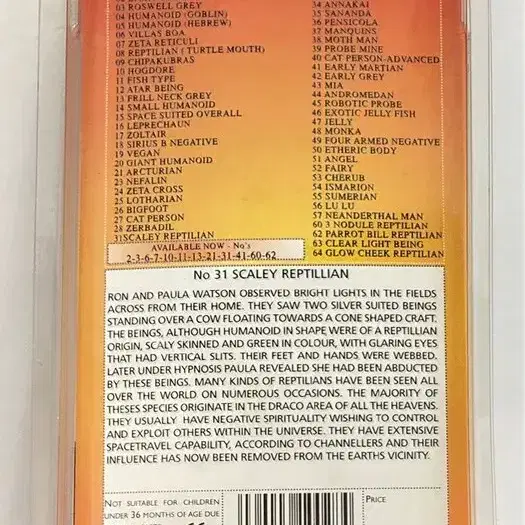 03 ROSWELL GREY
04 HUMANOID (GOBLIN)
05 HUMANOID (HEBREW)
06 VILLAS BOA
07 ZETA RETICULI
08 REPTILIAN ( TURTLE MOUTH)
09 CHIPAKUBRAS
10 HOGDORE
11 FISH TYPE
12 ATAR BEING
13 FRILL NECK GREY
14 SMALL HUMANOID
15 SPACE SUITED OVERALL
16 LEPRECHAUN
17 ZOLTAIR
18 SIRIUS B NEGATIVE
19 VEGAN
20 GIANT HUMANOID
21 ARCTURIAN
23 NEFALIN
24 ZETA CROSS
25 LOTHARIAN
26 BIGFOOT
27 CAT PERSON
28 ZERBADIL
31SCALEY REPTILIAN
34 ANNAKAI
35 SANANDA
36 PENSICOLA
37 MANQUINS
38 MOTH MAN
39 PROBE MINE
40 CAT PERSON-ADVANCED
41 EARLY MARTIAN
42 EARLY GREY
43 MIA
44 ANDROMEDAN
45 ROBOTIC PROBE
46 EXOTIC JELLY FISH
47 JELLY
48 MONKA
49 FOUR ARMED NEGATIVE
50 ETHERIC BODY
51 ANGEL
52 FAIRY
53 CHERUB
54 ISMARION
55 SUMERIAN
56 LU LU
57 NEANDERTHAL MAN
60 3 NODULE REPTILIAN
62 PARROT BILL REPTILIAN
63 CLEAR LIGHT BEING
64 GLOW CHEEK REPTILIAN
AVAILABLE NOW - No's
2-3-6-7-10-11-13-21-31-41-60-62
No 31 SCALEY REPTILLIAN
RON AND PAULA WATSON OBSERVED BRIGHT LIGHTS IN THE FIELDS
ACROSS FROM THEIR HOME. THEY SAW TWO SILVER SUITED BEINGS
STANDING OVER A COW FLOATING TOWARDS A CONE SHAPED CRAFT.
THE BEINGS, ALTHOUGH HUMANOID IN SHAPE WERE OF A REPTILLIAN
ORIGIN, SCALY SKINNED AND GREEN IN COLOUR, WITH GLARING EYES
THAT HAD VERTICAL SLITS. THEIR FEET AND HANDS WERE WEBBED.
LATER UNDER HYPNOSIS PAULA REVEALED SHE HAD BEEN ABDUCTED
BY THESE BEINGS. MANY KINDS OF REPTILIANS HAVE BEEN SEEN ALL
OVER THE WORLD ON NUMEROUS OCCASIONS. THE MAJORITY OF
THESES SPECIES ORIGINATE IN THE DRACO AREA OF ALL THE HEAVENS.
THEY USUALLY HAVE NEGATIVE SPIRITUALITY WISHING TO CONTROL
AND EXPLOIT OTHERS WITHIN THE UNIVERSE. THEY HAVE EXTENSIVE
SPACETRAVEL CAPABILITY, ACCORDING TO CHANNELLERS AND THEIR
INFLUENCE HAS NOW BEEN REMOVED FROM THE EARTHS VICINITY.
NOT SUITABLE FOR CHILDREN
UNDER 36 MONTHS OF AGE DUE
PRICE